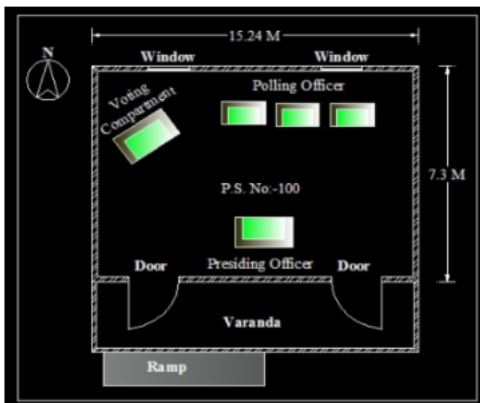 15.24 M
N
Window
Window
Voting
Compartment
Polling Officer
7.3 M
P.S. No:-100
Door
Presiding Officer
Door
Varanda
Ramp